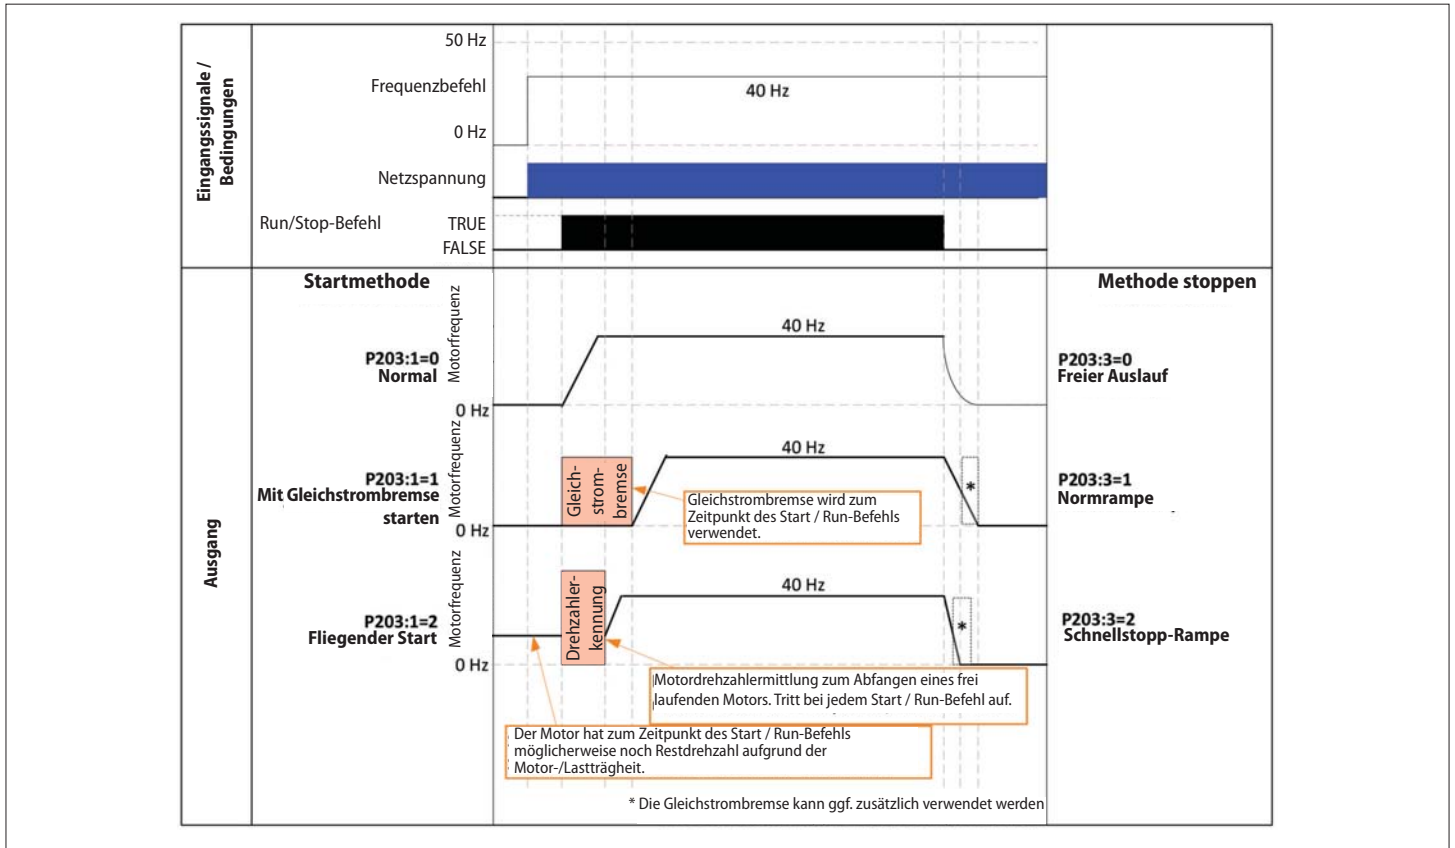 Eingangssignale /
Bedingungen
50 Hz
Frequenzbefehl
40 Hz
0 Hz
Netzspannung
Run/Stop-Befehl
TRUE
FALSE
Ausgang
Startmethode
Methode stoppen
Motorfrequenz
40 Hz
P203:1=0
Normal
0 Hz
P203:3=0
Freier Auslauf
Motorfrequenz
40 Hz
P203:1=1
Mit Gleichstrombremse
starten
0 Hz
Gleich-
strom-
bremse
Gleichstrombremse wird zum
Zeitpunkt des Start / Run-Befehls
verwendet.
*
P203:3=1
Normrampe
Motorfrequenz
40 Hz
P203:1=2
Fliegender Start
0 Hz
Drehzahler-
kennung
*
P203:3=2
Schnellstopp-Rampe
Motordrehzahlermittlung zum Abfangen eines frei
laufenden Motors. Tritt bei jedem Start / Run-Befehl auf.
Der Motor hat zum Zeitpunkt des Start / Run-Befehls
möglicherweise noch Restdrehzahl aufgrund der
Motor-/Lastträgheit.
* Die Gleichstrombremse kann ggf. zusätzlich verwendet werden